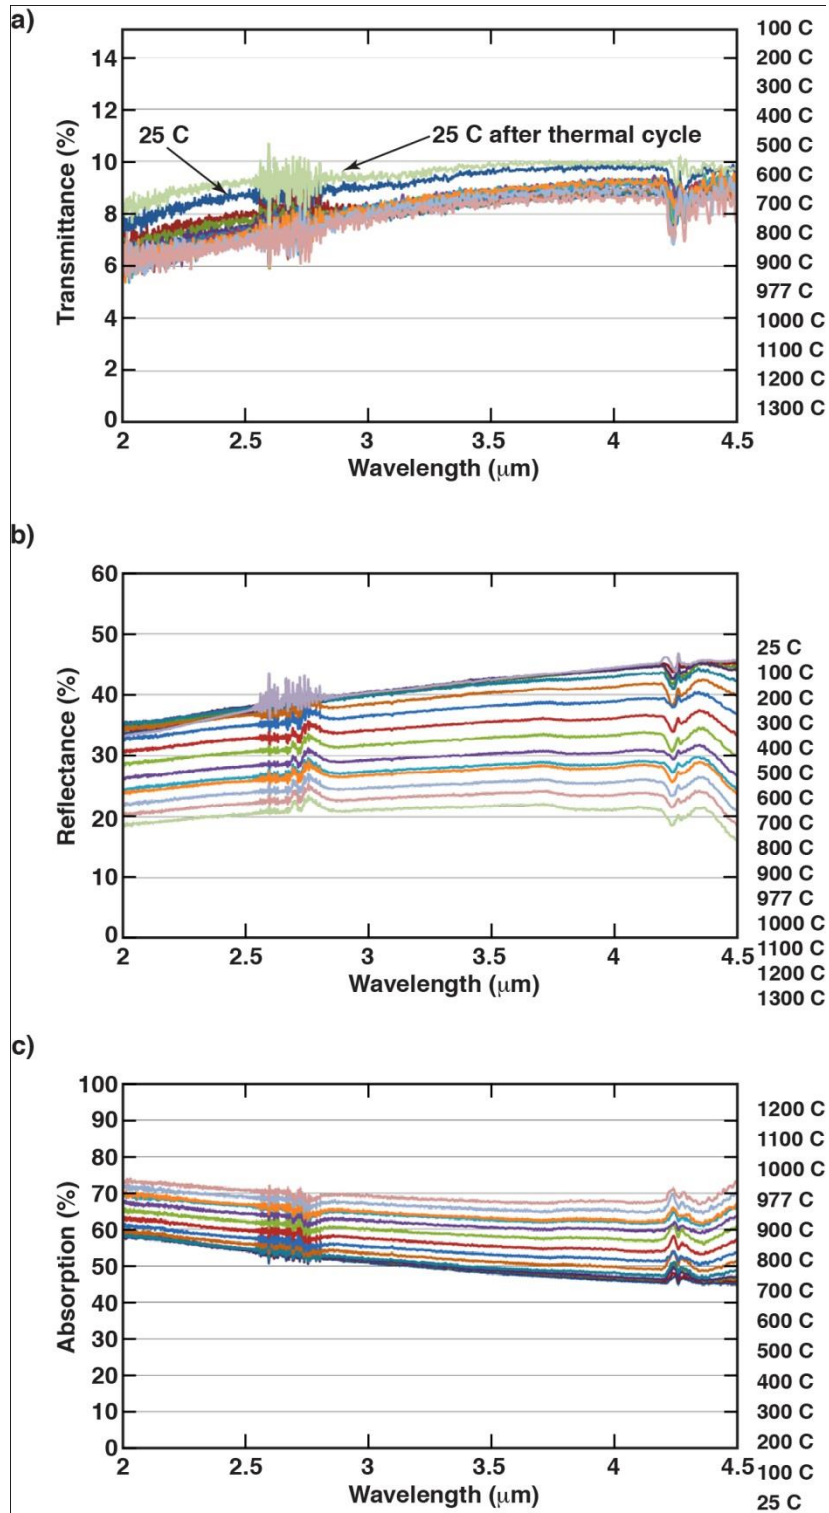 a)
Transmittance (%)
14
12
10
8
6
4
2
0
25 C
25 C after thermal cycle
2
2.5
3
3.5
4
4.5
Wavelength (μm)
100 C
200 C
300 C
400 C
500 C
600 C
700 C
800 C
900 C
977 C
1000 C
1100 C
1200 C
1300 C
b)
Reflectance (%)
60
50
40
30
20
10
0
2
2.5
3
3.5
4
4.5
Wavelength (μm)
25 C
100 C
200 C
300 C
400 C
500 C
600 C
700 C
800 C
900 C
977 C
1000 C
1100 C
1200 C
1300 C
c)
Absorption (%)
100
90
80
70
60
50
40
30
20
10
0
2
2.5
3
3.5
4
4.5
Wavelength (μm)
1200 C
1100 C
1000 C
977 C
900 C
800 C
700 C
600 C
500 C
400 C
300 C
200 C
100 C
25 C